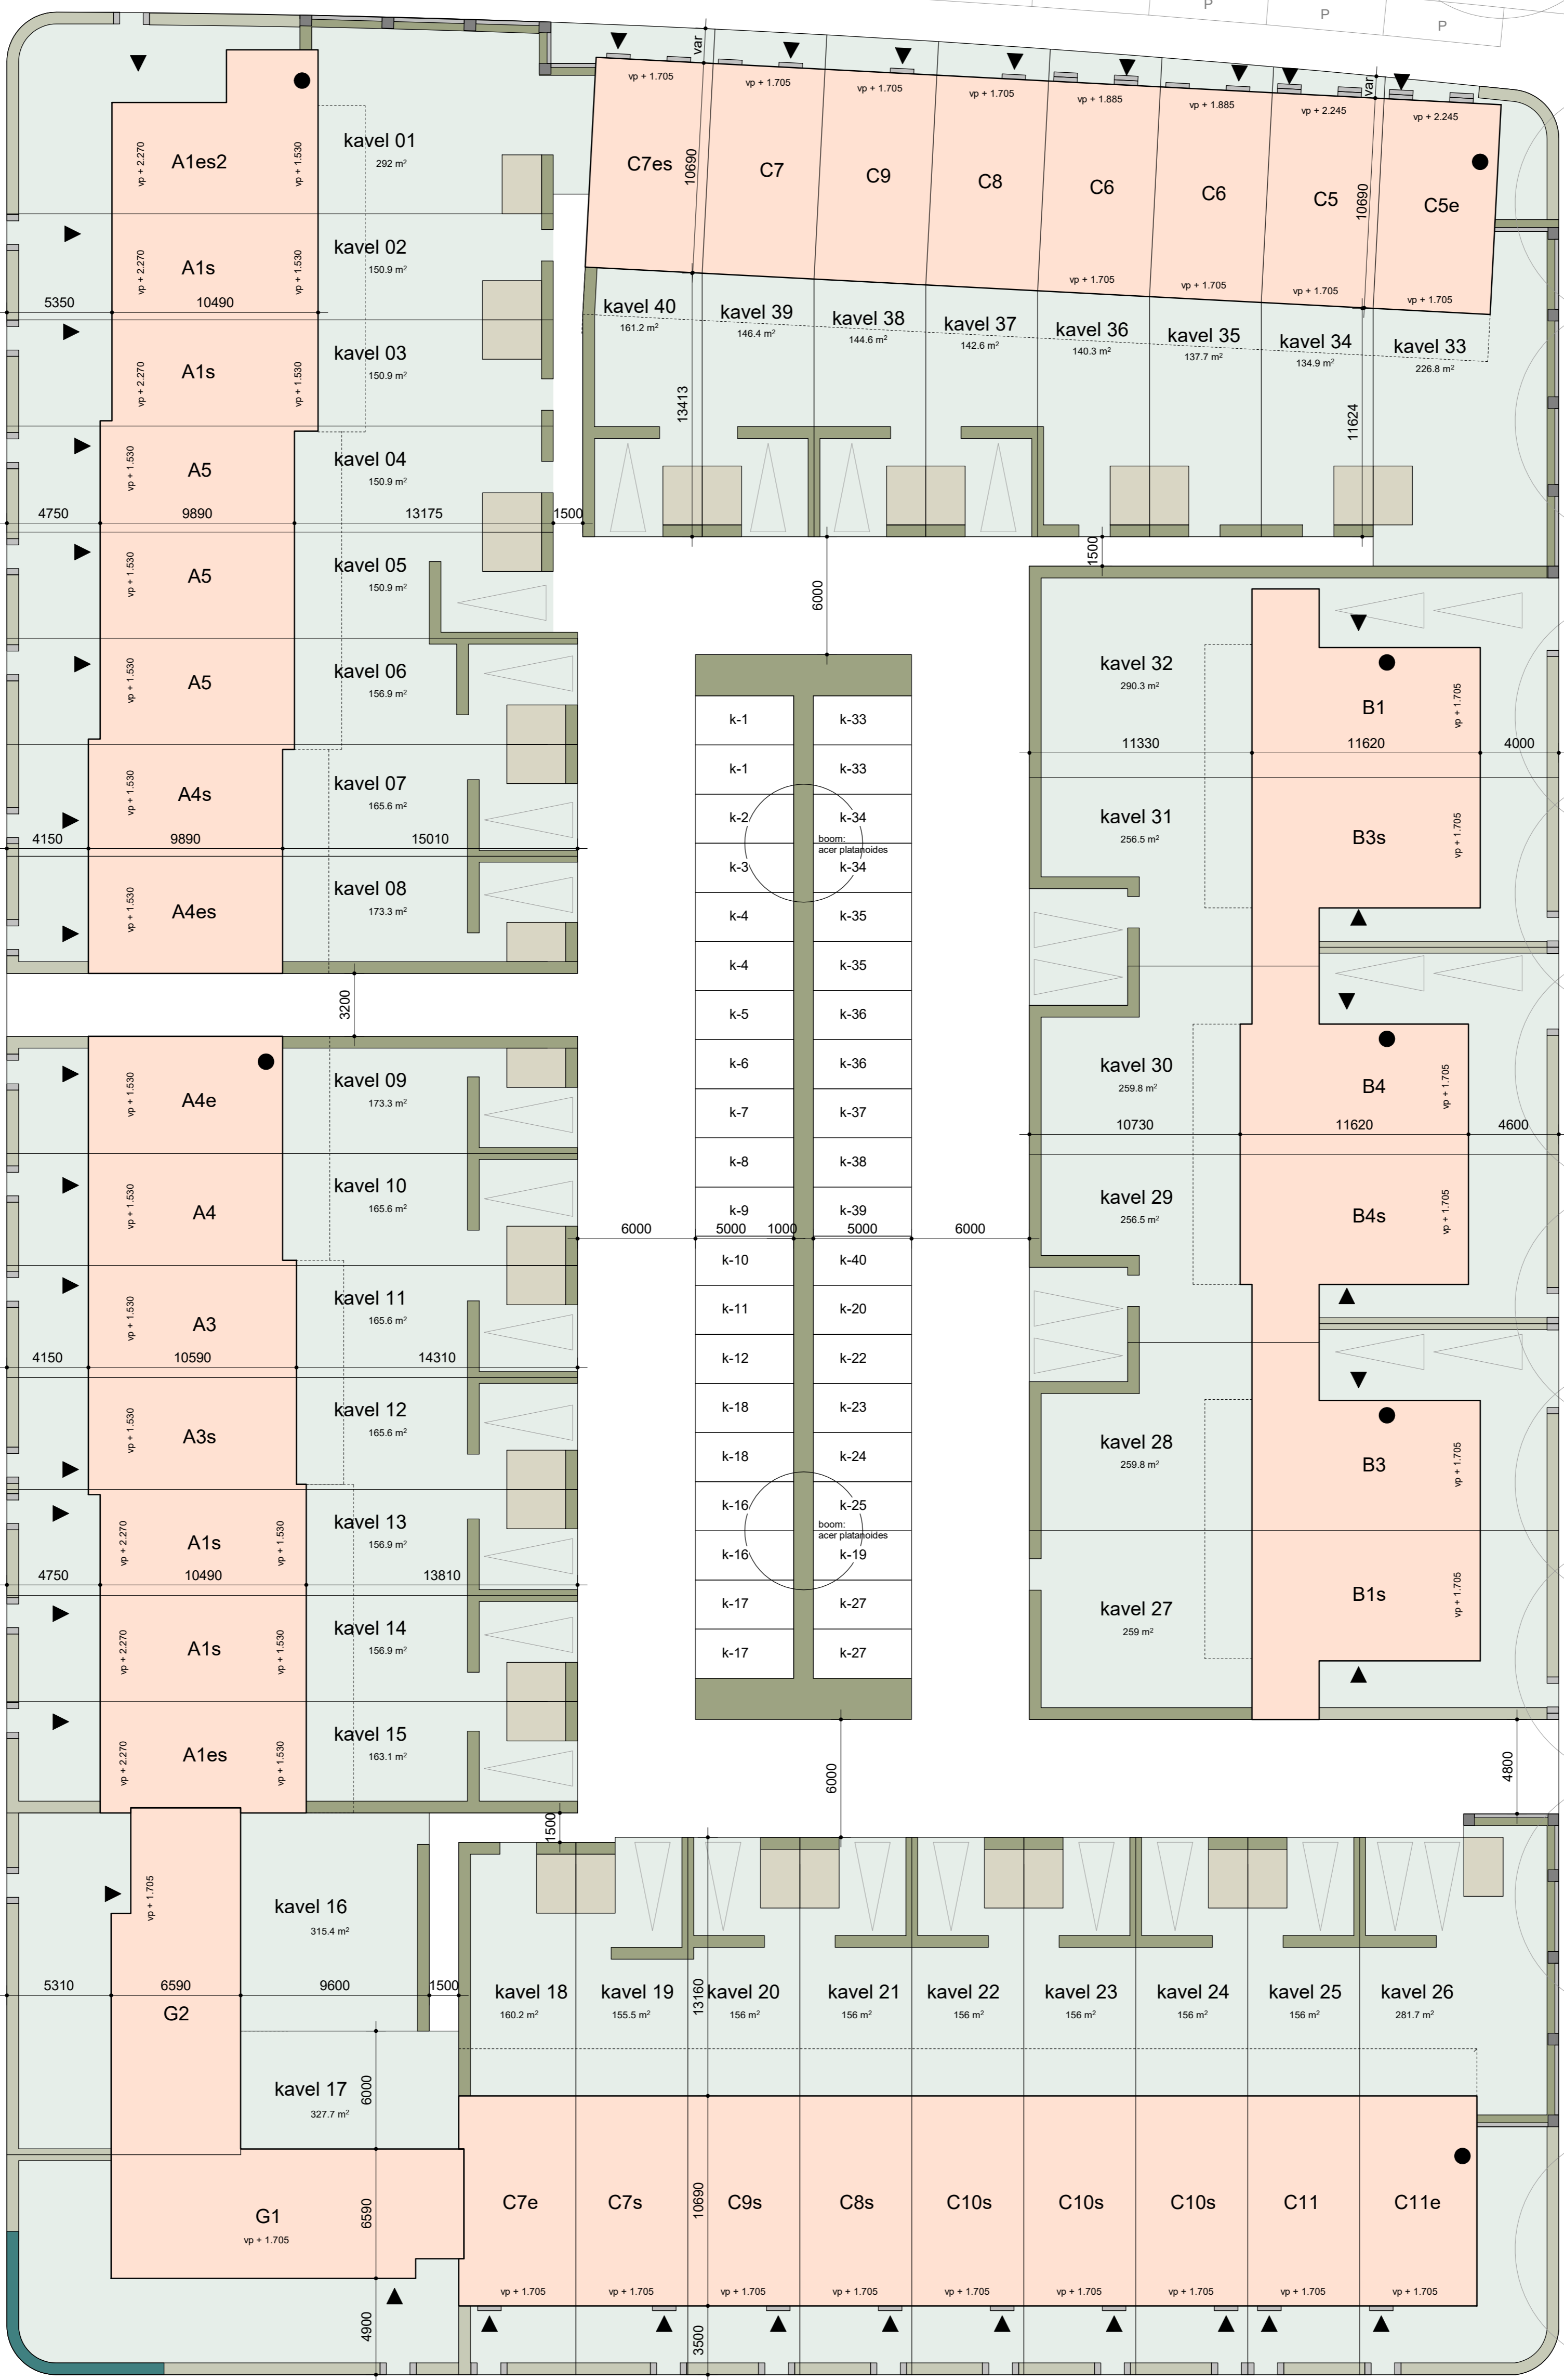 P
P
P
var
var
vp + 1.705
vp + 1.705
vp + 1.705
vp + 1.705
vp + 1.885
vp + 1.885
vp + 2.245
vp + 2.245
C7es
10690
C7
C9
C8
C6
C6
C5
10690
C5e
vp + 1.705
vp + 1.705
vp + 1.705
vp + 1.705
kavel 40
161.2 m²
kavel 39
146.4 m²
kavel 38
144.6 m²
kavel 37
142.6 m²
kavel 36
140.3 m²
kavel 35
137.7 m²
kavel 34
134.9 m²
kavel 33
226.8 m²
13413
11624
1500
6000
vp + 2.270
A1es2
vp + 1.530
kavel 01
292 m²
vp + 2.270
A1s
vp + 1.530
kavel 02
150.9 m²
5350
10490
vp + 2.270
A1s
vp + 1.530
kavel 03
150.9 m²
vp + 1.530
A5
kavel 04
150.9 m²
4750
9890
13175
1500
vp + 1.530
A5
kavel 05
150.9 m²
vp + 1.530
A5
kavel 06
156.9 m²
vp + 1.530
A4s
kavel 07
165.6 m²
4150
9890
15010
vp + 1.530
A4es
kavel 08
173.3 m²
3200
vp + 1.530
A4e
kavel 09
173.3 m²
vp + 1.530
A4
kavel 10
165.6 m²
vp + 1.530
A3
kavel 11
165.6 m²
4150
10590
14310
vp + 1.530
A3s
kavel 12
165.6 m²
vp + 2.270
A1s
vp + 1.530
kavel 13
156.9 m²
4750
10490
13810
vp + 2.270
A1s
vp + 1.530
kavel 14
156.9 m²
vp + 2.270
A1es
vp + 1.530
kavel 15
163.1 m²
1500
k-1
k-33
k-1
k-33
k-2
k-34
boom:
acer platanoides
k-3
k-34
k-4
k-35
k-4
k-35
k-5
k-36
k-6
k-36
k-7
k-37
k-8
k-38
k-9
k-39
6000
5000
1000
5000
6000
k-10
k-40
k-11
k-20
k-12
k-22
k-18
k-23
k-18
k-24
k-16
k-25
boom:
acer platanoides
k-16
k-19
k-17
k-27
k-17
k-27
6000
kavel 32
290.3 m²
B1
vp + 1.705
11330
11620
4000
kavel 31
256.5 m²
B3s
vp + 1.705
kavel 30
259.8 m²
B4
vp + 1.705
10730
11620
4600
kavel 29
256.5 m²
B4s
vp + 1.705
kavel 28
259.8 m²
B3
vp + 1.705
kavel 27
259 m²
B1s
vp + 1.705
4800
vp + 1.705
kavel 16
315.4 m²
5310
6590
9600
1500
G2
kavel 17
327.7 m²
6000
G1
vp + 1.705
6590
4900
kavel 18
160.2 m²
kavel 19
155.5 m²
13160
kavel 20
156 m²
kavel 21
156 m²
kavel 22
156 m²
kavel 23
156 m²
kavel 24
156 m²
kavel 25
156 m²
kavel 26
281.7 m²
C7e
C7s
10690
C9s
C8s
C10s
C10s
C10s
C11
C11e
vp + 1.705
vp + 1.705
vp + 1.705
vp + 1.705
vp + 1.705
vp + 1.705
vp + 1.705
vp + 1.705
vp + 1.705
3500